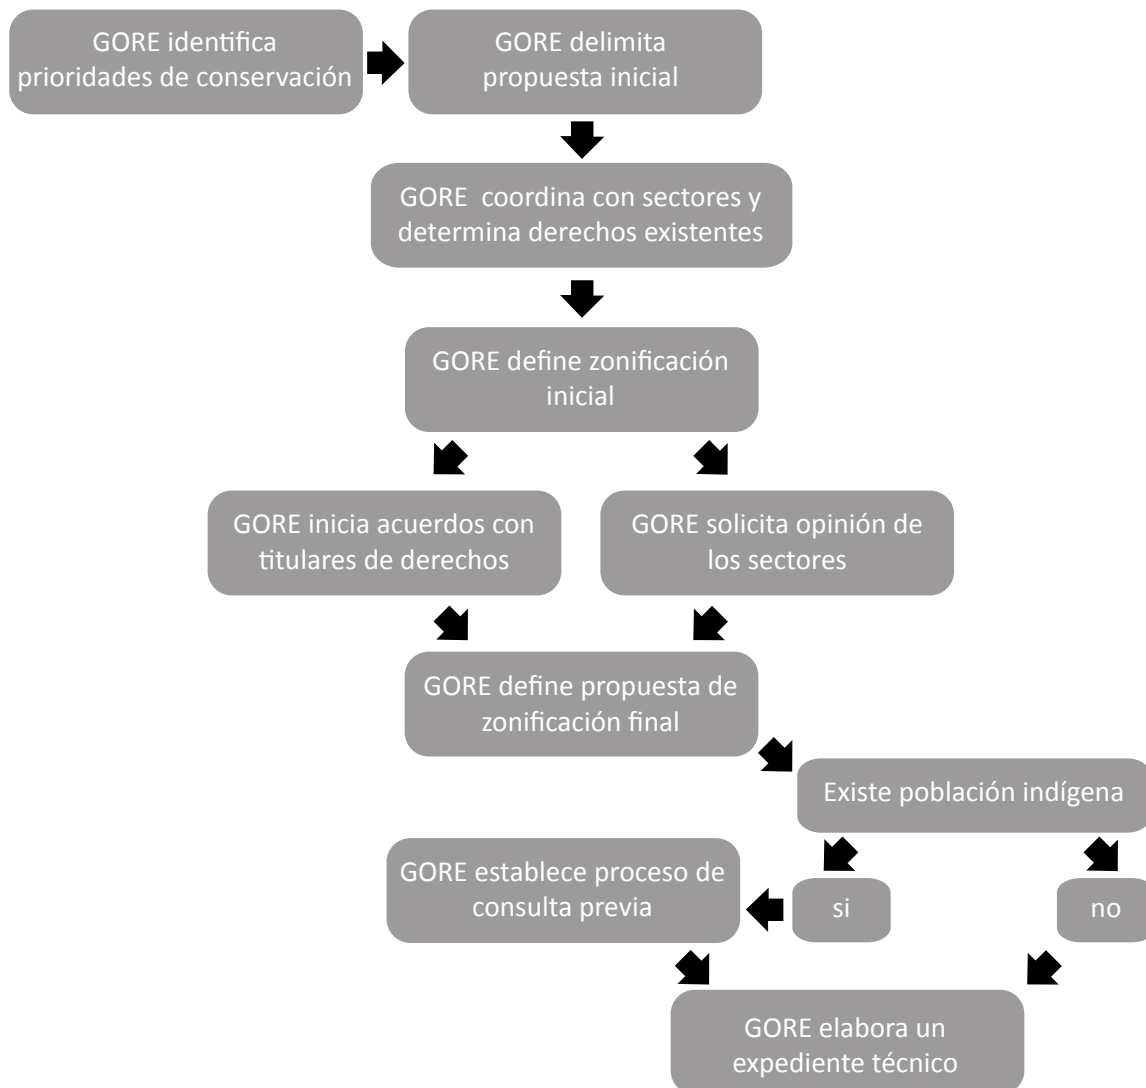 GORE identifica
prioridades de conservación
GORE delimita
propuesta inicial
GORE coordina con sectores y
determina derechos existentes
GORE define zonificación
inicial
GORE inicia acuerdos con
titulares de derechos
GORE solicita opinión de
los sectores
GORE define propuesta de
zonificación final
Existe población indígena
GORE establece proceso de
consulta previa
si
no
GORE elabora un
expediente técnico